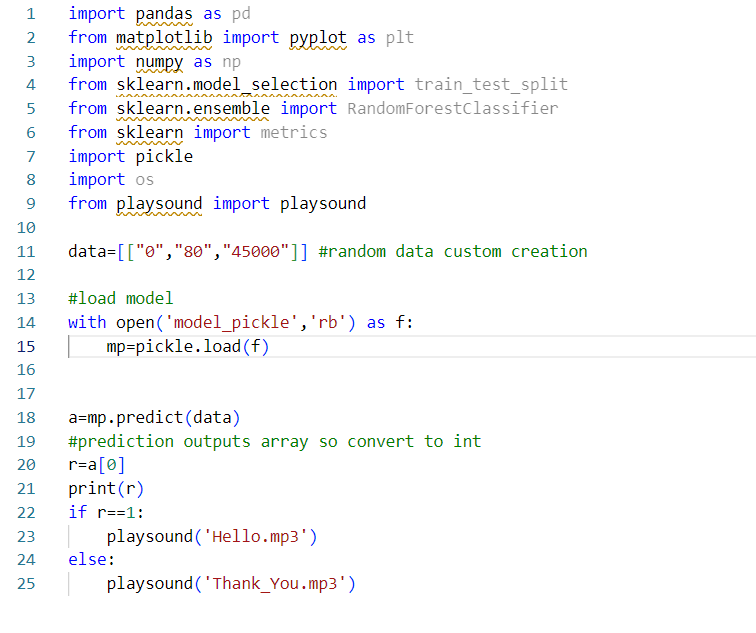 1 import pandas as pd
2 from matplotlib import pyplot as plt
3 import numpy as np
4 from sklearn.model_selection import train_test_split
5 from sklearn.ensemble import RandomForestClassifier
6 from sklearn import metrics
7 import pickle
8 import os
9 from playsound import playsound
10
11 data=[["0","80","45000"]] #random data custom creation
12
13 #load model
14 with open('model_pickle','rb') as f:
15     mp=pickle.load(f)
16
17
18 a=mp.predict(data)
19 #prediction outputs array so convert to int
20 r=a[0]
21 print(r)
22 if r==1:
23     playsound('Hello.mp3')
24 else:
25     playsound('Thank_You.mp3')